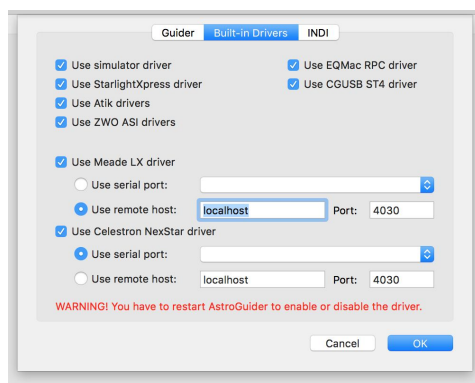 Guider Built-in Drivers INDI
Use simulator driver Use EQMac RPC driver
Use StarlightXpress driver Use CGUSB ST4 driver
Use Atik drivers
Use ZWO ASI drivers
Use Meade LX driver
Use serial port:
Use remote host: localhost Port: 4030
Use Celestron NexStar driver
Use serial port:
Use remote host: localhost Port: 4030
WARNING! You have to restart AstroGuider to enable or disable the driver.
Cancel OK